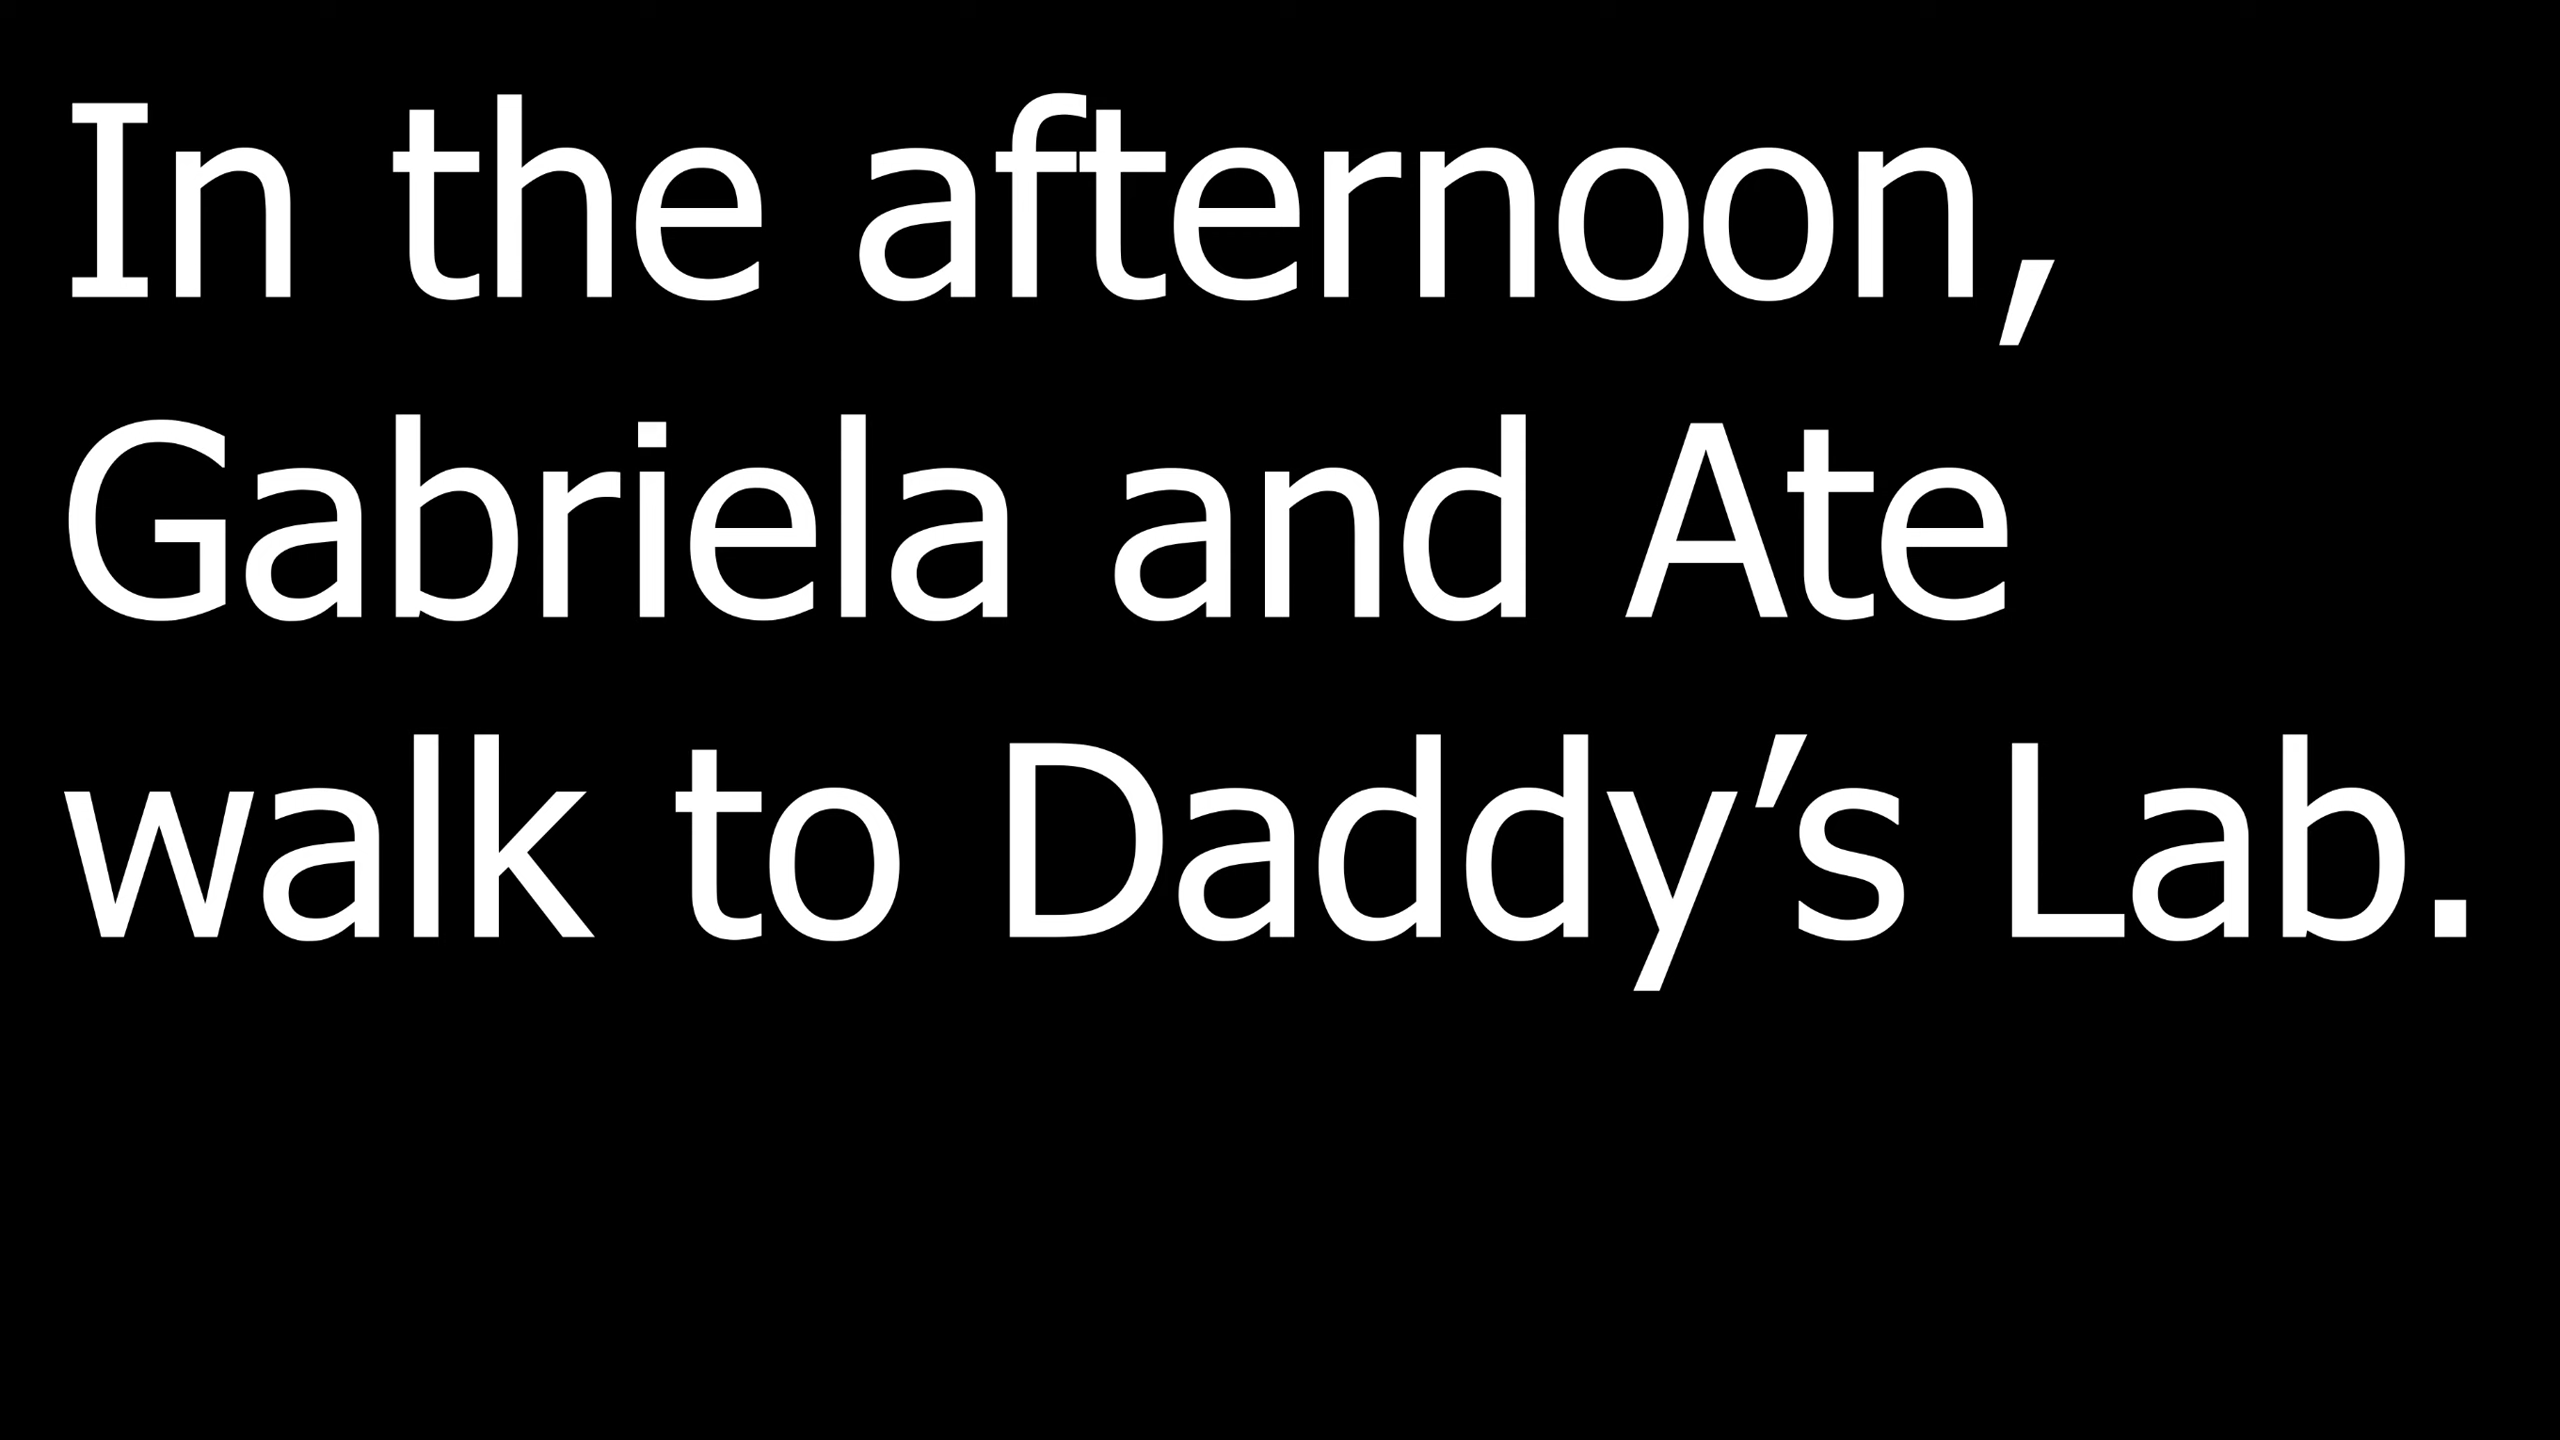 In the afternoon,
Gabriela and Ate
walk to Daddy’s Lab.